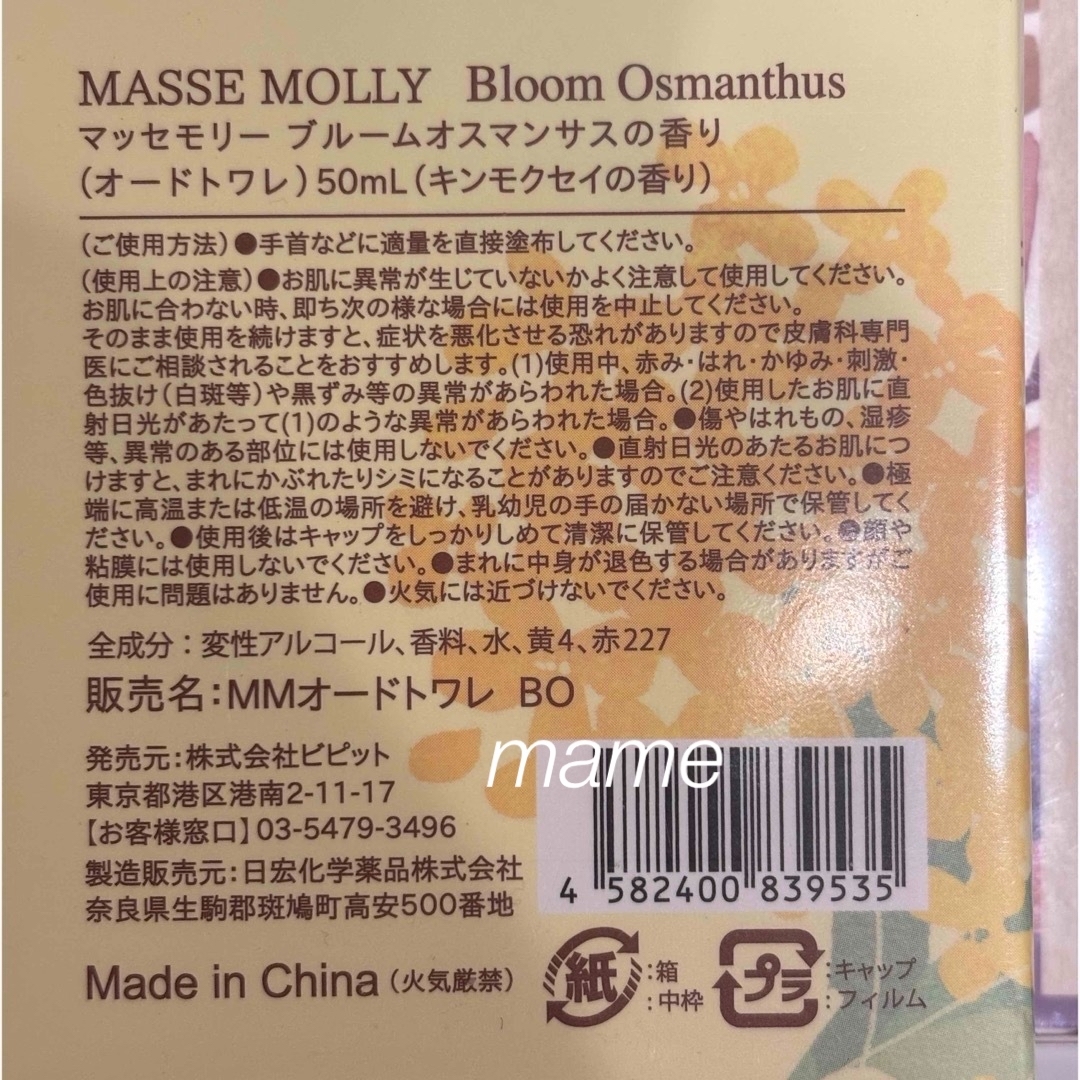 MASSE MOLLY Bloom Osmanthus
マッセモリー ブルームオスマンサスの香り
(オードトワレ)50mL(キンモクセイの香り)
(ご使用方法)●手首などに適量を直接塗布してください。
(使用上の注意)●お肌に異常が生じていないかよく注意して使用してください。
お肌に合わない時、即ち次の様な場合には使用を中止してください。
そのまま使用を続けますと、症状を悪化させる恐れがありますので皮膚科専門
医にご相談されることをおすすめします。(1)使用中、赤み・はれ・かゆみ・刺激・
色抜け(白斑等)や黒ずみ等の異常があらわれた場合。(2)使用したお肌に直
射日光があたって(1)のような異常があらわれた場合。●傷やはれもの、湿疹
等、異常のある部位には使用しないでください。●直射日光のあたるお肌につ
けますと、まれにかぶれたりシミになることがありますのでご注意ください。●極
端に高温または低温の場所を避け、乳幼児の手の届かない場所で保管してく
ださい。●使用後はキャップをしっかりしめて清潔に保管してください。●顔や
粘膜には使用しないでください。●まれに中身が退色する場合がありますがご
使用に問題はありません。●火気には近づけないでください。
全成分:変性アルコール、香料、水、黄4、赤227
販売名:MMオードトワレ BO
mame
発売元:株式会社ビピット
東京都港区港南2-11-17
【お客様窓口】03-5479-3496
製造販売元:日宏化学薬品株式会社
奈良県生駒郡斑鳩町高安500番地
4 582400 839535
Made in China(火気厳禁)
紙 :箱
:中枠
プラ :キャップ
:フィルム